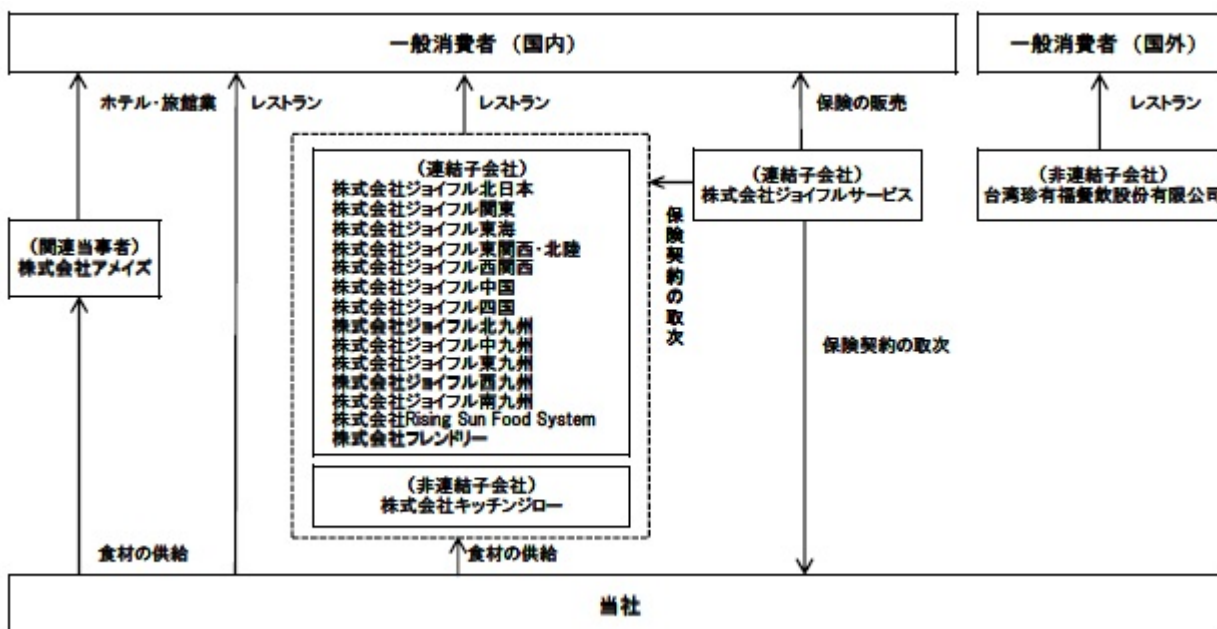 一般消費者（国内）
一般消費者（国外）
ホテル・旅館業
レストラン
レストラン
保険の販売
レストラン
（連結子会社）
株式会社ジョイフル北日本
株式会社ジョイフル関東
株式会社ジョイフル東海
株式会社ジョイフル東関西・北陸
株式会社ジョイフル西関西
株式会社ジョイフル中国
株式会社ジョイフル四国
株式会社ジョイフル北九州
株式会社ジョイフル中九州
株式会社ジョイフル東九州
株式会社ジョイフル西九州
株式会社ジョイフル南九州
株式会社Rising Sun Food System
株式会社フレンドリー
（非連結子会社）
株式会社キッチンジロー
（連結子会社）
株式会社ジョイフルサービス
（非連結子会社）
台湾珍有福餐飲股份有限公司
（関連当事者）
株式会社アメイズ
保険契約の取次
保険契約の取次
食材の供給
食材の供給
当社